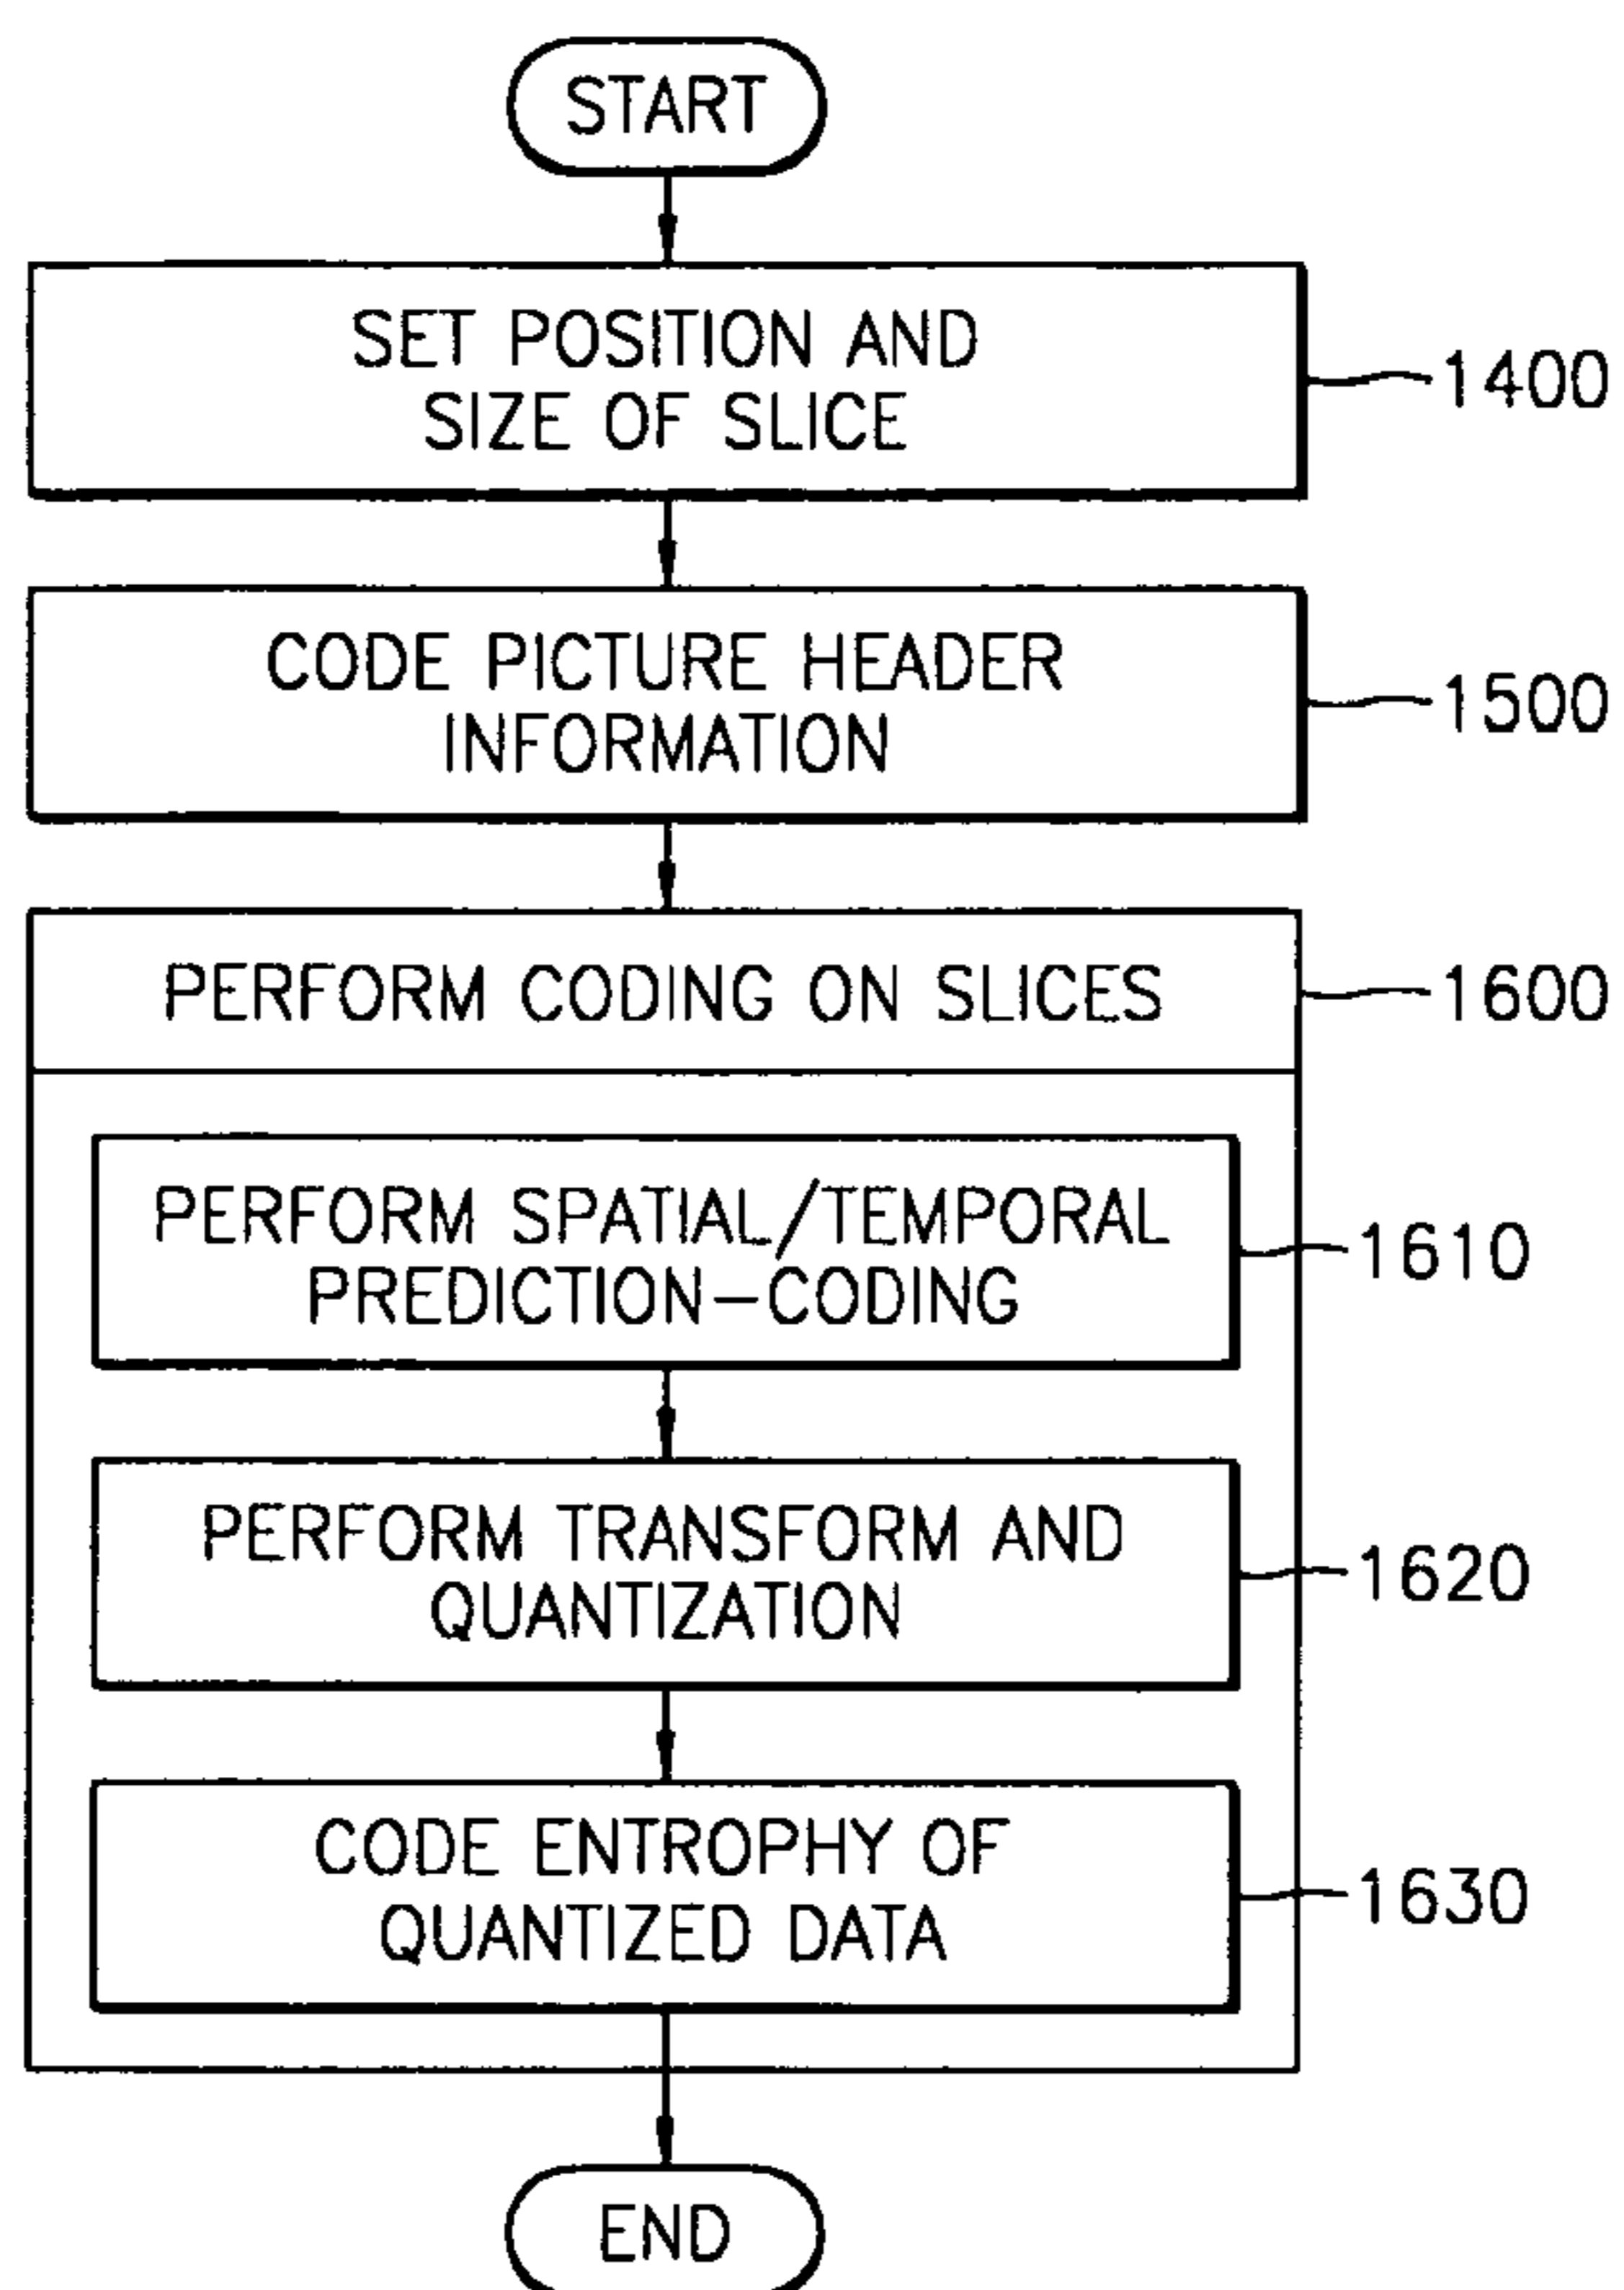 START
SET POSITION AND
SIZE OF SLICE
1400
CODE PICTURE HEADER
INFORMATION
1500
PERFORM CODING ON SLICES
1600
PERFORM SPATIAL/TEMPORAL
PREDICTION-CODING
1610
PERFORM TRANSFORM AND
QUANTIZATION
1620
CODE ENTROPHY OF
QUANTIZED DATA
1630
END